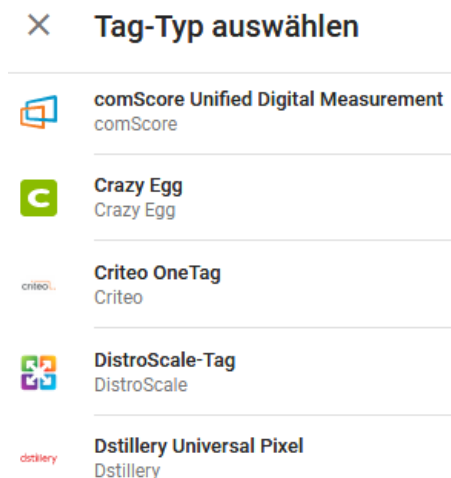 Tag-Typ auswählen
comScore Unified Digital Measurement
comScore
Crazy Egg
Crazy Egg
Criteo OneTag
criteo
Criteo
DistroScale-Tag
DistroScale
Dstillery Universal Pixel
dstillery
Dstillery